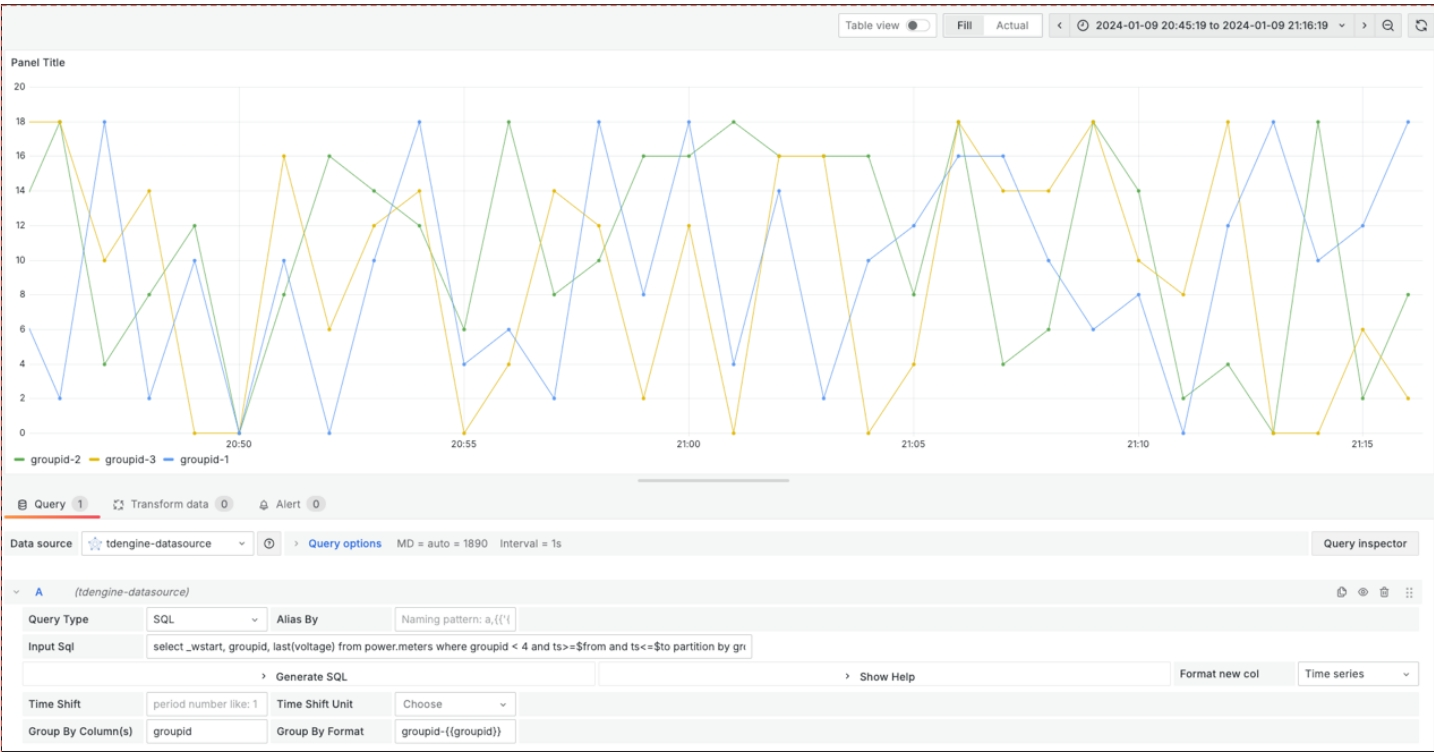 Table view Fill Actual 2024-01-09 20:45:19 to 2024-01-09 21:16:19
Panel Title
20
18
16
14
12
10
8
6
4
2
0
20:50 20:55 21:00 21:05 21:10 21:15
groupid-2 groupid-3 groupid-1
Query 1 Transform data 0 Alert 0
Data source tdengine-datasource Query options MD = auto = 1890 Interval = 1s Query inspector
A (tdengine-datasource)
Query Type SQL Alias By Naming pattern: a,{{'(
Input Sql select _wstart, groupid, last(voltage) from power.meters where groupid < 4 and ts>=$from and ts<=$to partition by
Generate SQL Show Help Format new col Time series
Time Shift period number like: 1 Time Shift Unit Choose
Group By Column(s) groupid Group By Format groupid-{{groupid}}